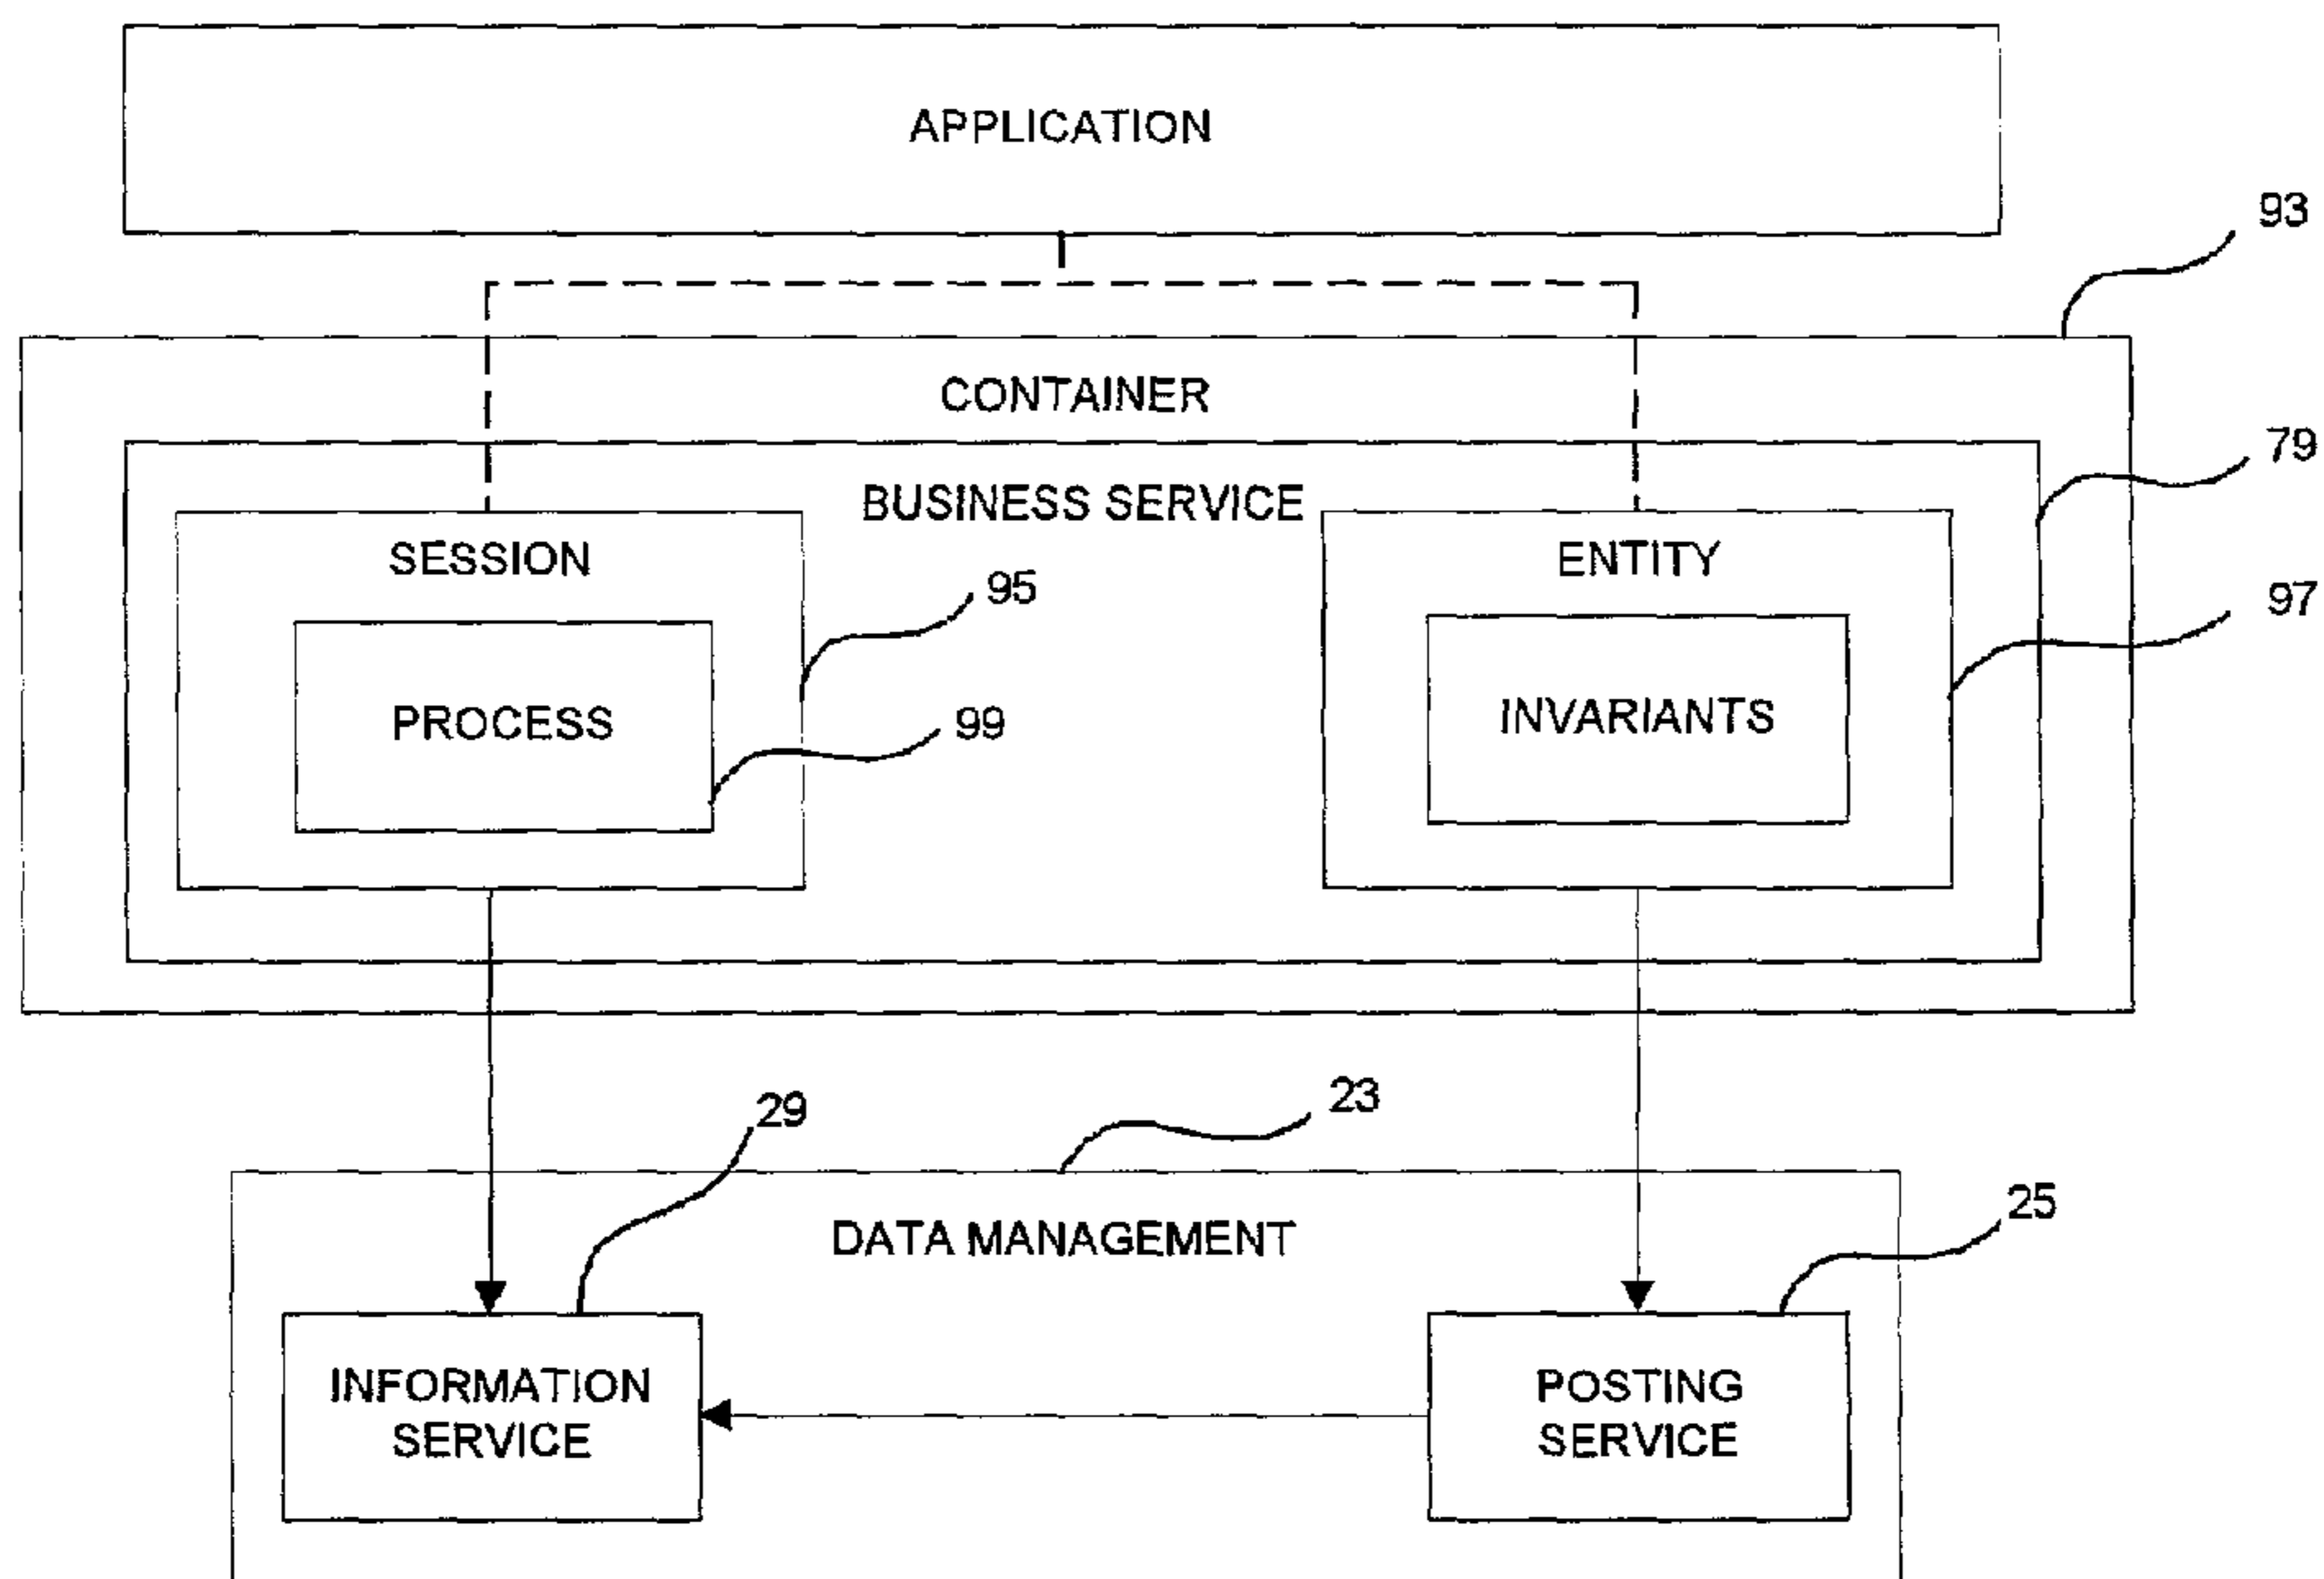 APPLICATION
93
CONTAINER
79
BUSINESS SERVICE
SESSION
ENTITY
95
97
PROCESS
99
INVARIANTS
29
23
DATA MANAGEMENT
25
INFORMATION
SERVICE
POSTING
SERVICE